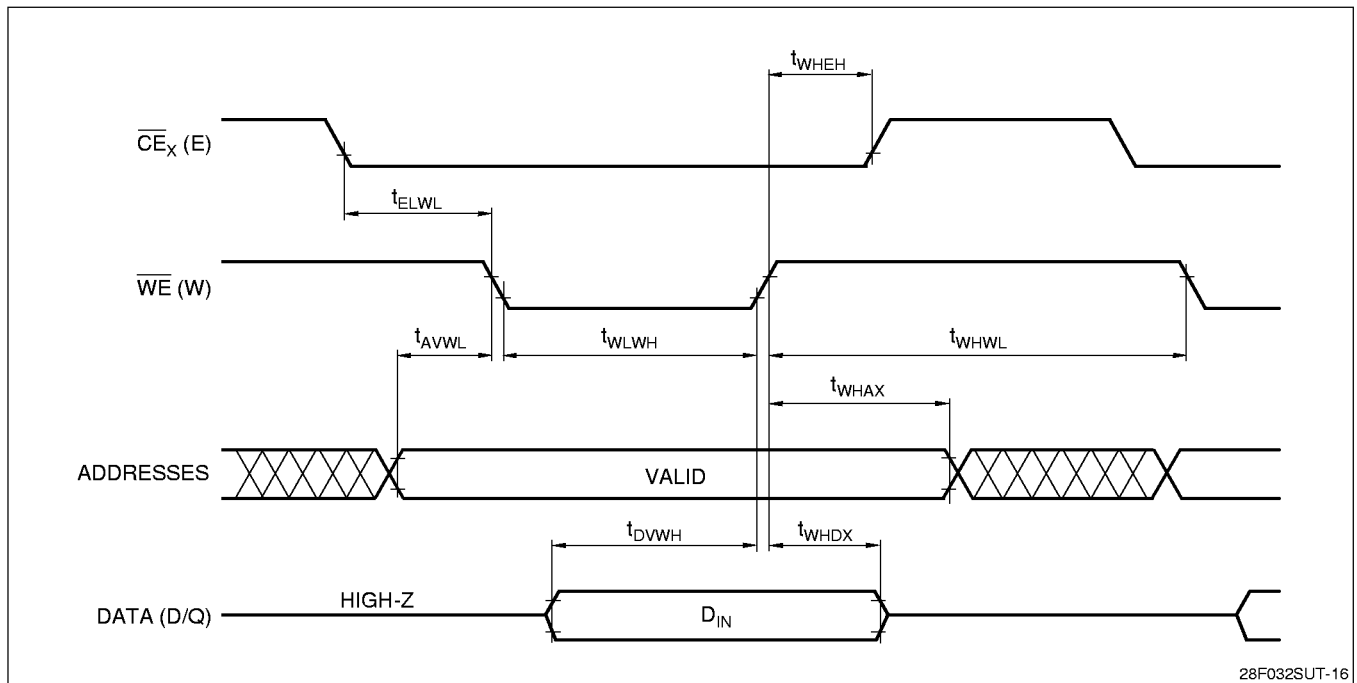 tWHEH
CEX (E)
tELWL
WE (W)
tAVWL
tWLWH
tWHWL
tWHAX
ADDRESSES
VALID
tDVWH
tWHDX
HIGH-Z
DATA (D/Q)
DIN
28F032SUT-16